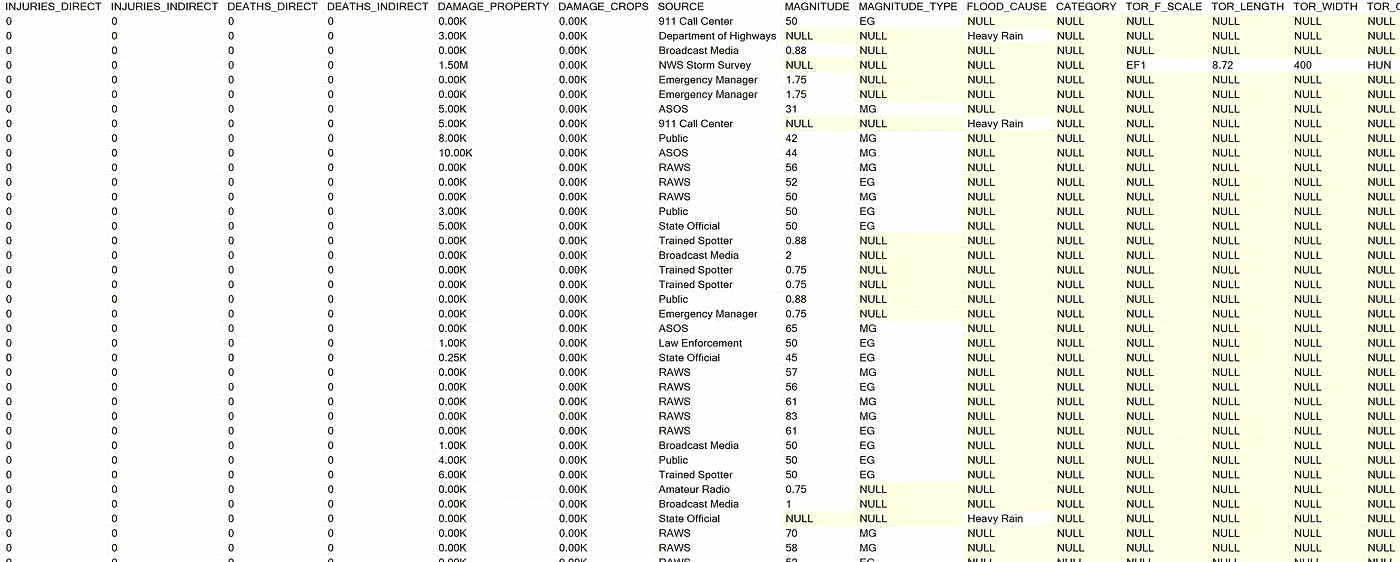 INJURIES_DIRECT INJURIES_INDIRECT DEATHS_DIRECT DEATHS_INDIRECT DAMAGE_PROPERTY DAMAGE_CROPS SOURCE MAGNITUDE MAGNITUDE_TYPE FLOOD_CAUSE CATEGORY TOR_F_SCALE TOR_LENGTH TOR_WIDTH TOR_
0 0 0 0 0.00K 0.00K 911 Call Center 50 EG NULL NULL NULL NULL NULL NULL
0 0 0 0 3.00K 0.00K Department of Highways NULL NULL Heavy Rain NULL NULL NULL NULL NULL
0 0 0 0 0.00K 0.00K Broadcast Media 0.88 NULL NULL NULL NULL NULL NULL NULL
0 0 0 0 1.50M 0.00K NWS Storm Survey NULL NULL NULL NULL EF1 8.72 400 HUN
0 0 0 0 0.00K 0.00K Emergency Manager 1.75 NULL NULL NULL NULL NULL NULL NULL
0 0 0 0 0.00K 0.00K Emergency Manager 1.75 NULL NULL NULL NULL NULL NULL NULL
0 0 0 0 5.00K 0.00K ASOS 31 MG NULL NULL NULL NULL NULL NULL
0 0 0 0 5.00K 0.00K 911 Call Center NULL NULL Heavy Rain NULL NULL NULL NULL NULL
0 0 0 0 8.00K 0.00K Public 42 MG NULL NULL NULL NULL NULL NULL
0 0 0 0 10.00K 0.00K ASOS 44 MG NULL NULL NULL NULL NULL NULL
0 0 0 0 0.00K 0.00K RAWS 56 MG NULL NULL NULL NULL NULL NULL
0 0 0 0 0.00K 0.00K RAWS 52 EG NULL NULL NULL NULL NULL NULL
0 0 0 0 0.00K 0.00K RAWS 50 MG NULL NULL NULL NULL NULL NULL
0 0 0 0 3.00K 0.00K Public 50 EG NULL NULL NULL NULL NULL NULL
0 0 0 0 5.00K 0.00K State Official 50 EG NULL NULL NULL NULL NULL NULL
0 0 0 0 0.00K 0.00K Trained Spotter 0.88 NULL NULL NULL NULL NULL NULL NULL
0 0 0 0 0.00K 0.00K Broadcast Media 2 NULL NULL NULL NULL NULL NULL NULL
0 0 0 0 0.00K 0.00K Trained Spotter 0.75 NULL NULL NULL NULL NULL NULL NULL
0 0 0 0 0.00K 0.00K Trained Spotter 0.75 NULL NULL NULL NULL NULL NULL NULL
0 0 0 0 0.00K 0.00K Public 0.88 NULL NULL NULL NULL NULL NULL NULL
0 0 0 0 0.00K 0.00K Emergency Manager 0.75 NULL NULL NULL NULL NULL NULL NULL
0 0 0 0 0.00K 0.00K ASOS 65 MG NULL NULL NULL NULL NULL NULL
0 0 0 0 1.00K 0.00K Law Enforcement 50 EG NULL NULL NULL NULL NULL NULL
0 0 0 0 0.25K 0.00K State Official 45 EG NULL NULL NULL NULL NULL NULL
0 0 0 0 0.00K 0.00K RAWS 57 MG NULL NULL NULL NULL NULL NULL
0 0 0 0 0.00K 0.00K RAWS 56 EG NULL NULL NULL NULL NULL NULL
0 0 0 0 0.00K 0.00K RAWS 61 MG NULL NULL NULL NULL NULL NULL
0 0 0 0 0.00K 0.00K RAWS 83 MG NULL NULL NULL NULL NULL NULL
0 0 0 0 0.00K 0.00K RAWS 61 EG NULL NULL NULL NULL NULL NULL
0 0 0 0 1.00K 0.00K Broadcast Media 50 EG NULL NULL NULL NULL NULL NULL
0 0 0 0 4.00K 0.00K Public 50 EG NULL NULL NULL NULL NULL NULL
0 0 0 0 6.00K 0.00K Trained Spotter 50 EG NULL NULL NULL NULL NULL NULL
0 0 0 0 0.00K 0.00K Amateur Radio 0.75 NULL NULL NULL NULL NULL NULL NULL
0 0 0 0 0.00K 0.00K Broadcast Media 1 NULL NULL NULL NULL NULL NULL NULL
0 0 0 0 0.00K 0.00K State Official NULL NULL Heavy Rain NULL NULL NULL NULL NULL
0 0 0 0 0.00K 0.00K RAWS 70 MG NULL NULL NULL NULL NULL NULL
0 0 0 0 0.00K 0.00K RAWS 58 MG NULL NULL NULL NULL NULL NULL